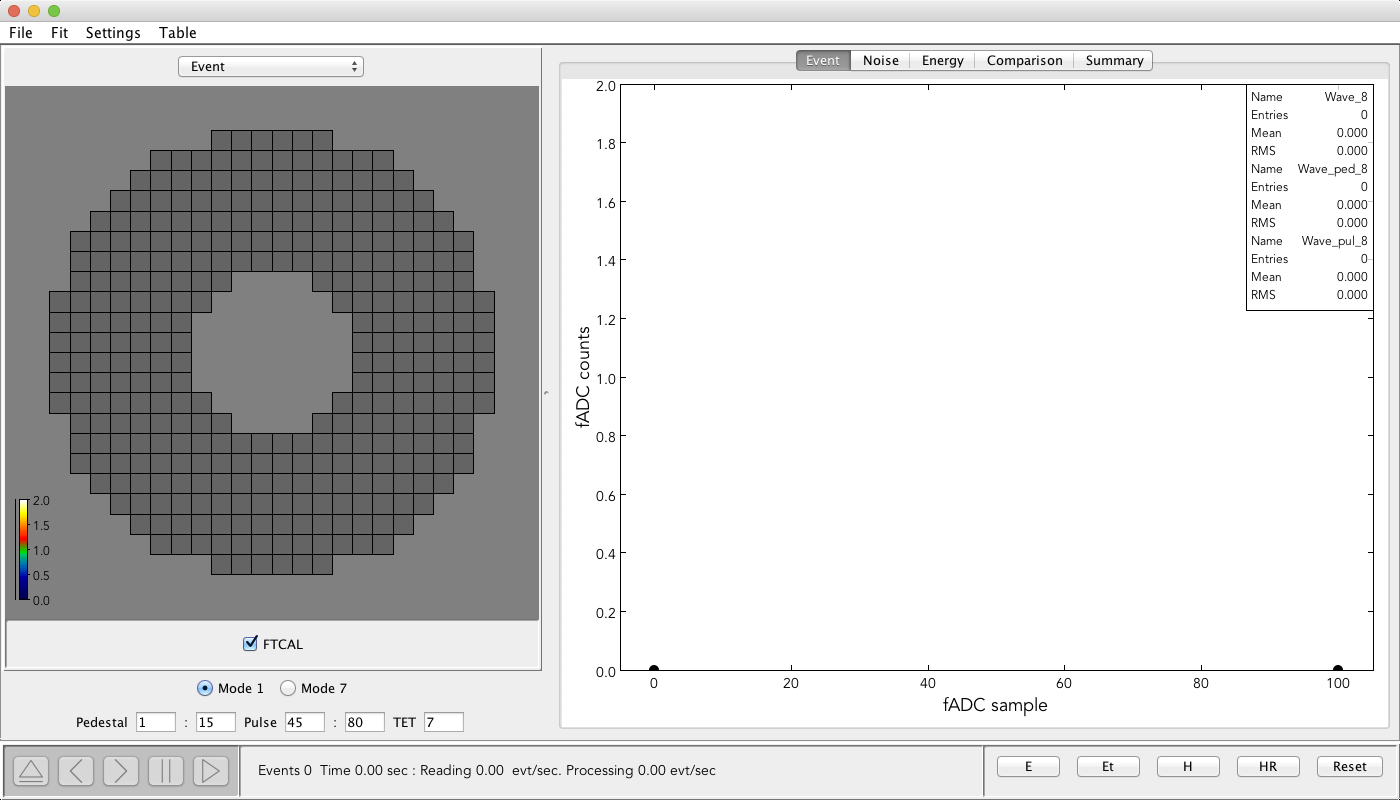 File Fit Settings Table
Event
Event Noise Energy Comparison Summary
2.0
1.5
1.0
0.5
0.0
FTCAL
Mode 1 Mode 7
Pedestal 1 : 15 Pulse 45 : 80 TET 7
2.0
1.8
1.6
1.4
1.2
1.0
0.8
0.6
0.4
0.2
0.0
fADC counts
0 20 40 60 80 100
fADC sample
Name Wave_8
Entries 0
Mean 0.000
RMS 0.000
Name Wave_ped_8
Entries 0
Mean 0.000
RMS 0.000
Name Wave_pul_8
Entries 0
Mean 0.000
RMS 0.000
Events 0 Time 0.00 sec : Reading 0.00 evt/sec. Processing 0.00 evt/sec
E Et H HR Reset